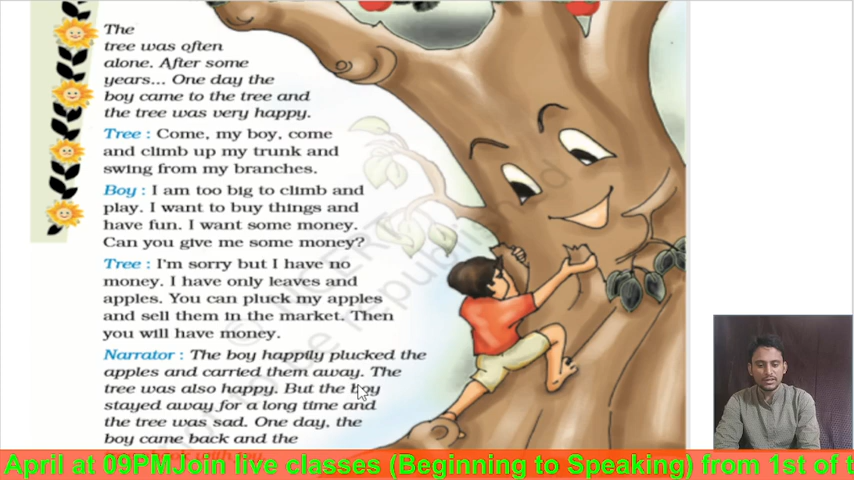 The
tree was often
alone. After some
years... One day the
boy came to the tree and
the tree was very happy.
Tree : Come, my boy, come
and climb up my trunk and
swing from my branches.
Boy : I am too big to climb and
play. I want to buy things and
have fun. I want some money.
Can you give me some money?
Tree : I'm sorry but I have no
money. I have only leaves and
apples. You can pluck my apples
and sell them in the market. Then
you will have money.
Narrator : The boy happily plucked the
apples and carried them away. The
tree was also happy. But the boy
stayed away for a long time and
the tree was sad. One day, the
boy came back and the
April at 09PMJoin live classes (Beginning to Speaking) from 1st of t
© NCERT
not to be republished